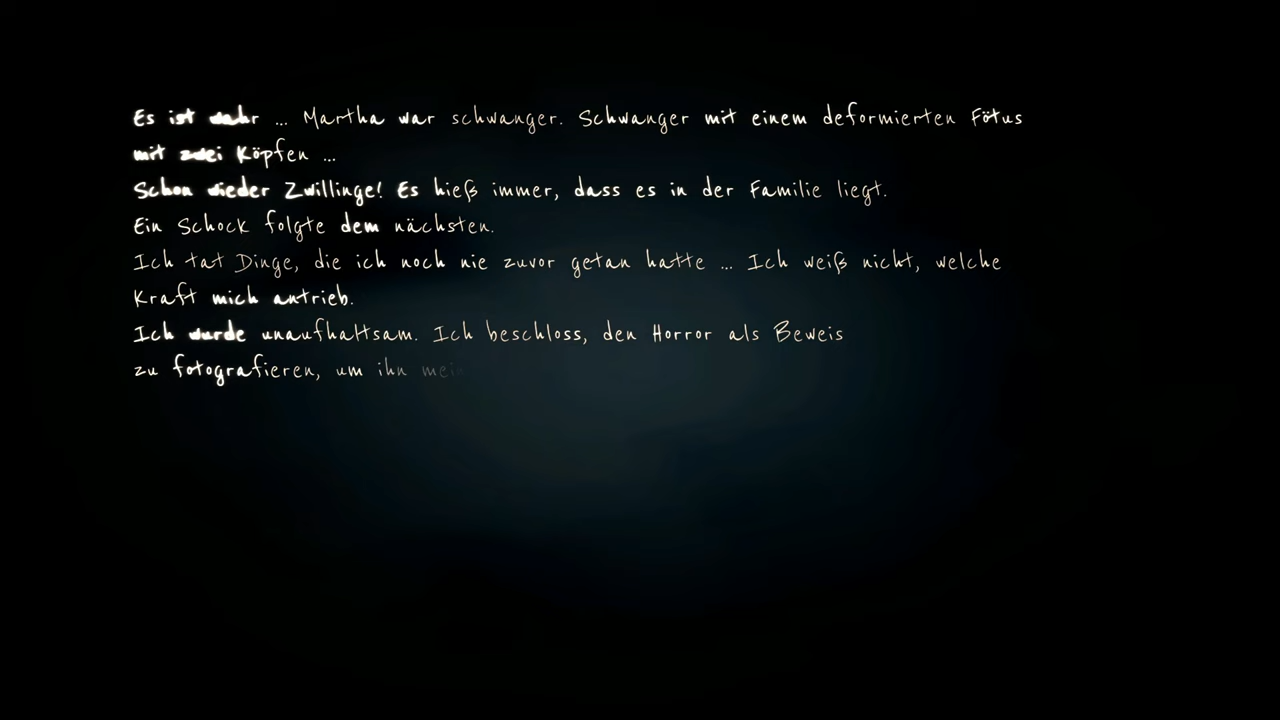 Es ist wahr ... Martha war schwanger. Schwanger mit einem deformierten Fötus
mit zwei Köpfen ...
Schon wieder Zwillinge! Es hieß immer, dass es in der Familie liegt.
Ein Schock folgte dem nächsten.
Ich tat Dinge, die ich noch nie zuvor getan hatte ... Ich weiß nicht, welche
Kraft mich antrieb.
Ich wurde unaufhaltsam. Ich beschloss, den Horror als Beweis
zu fotografieren, um ihn